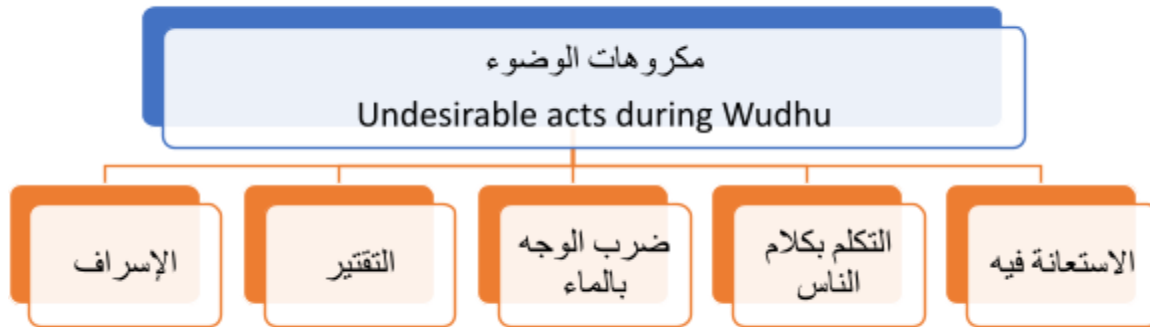 مكروهات الوضوء
Undesirable acts during Wudhu
الاستعانة فيه
التكلم بكلام
الناس
ضرب الوجه
بالماء
التقتير
الإسراف